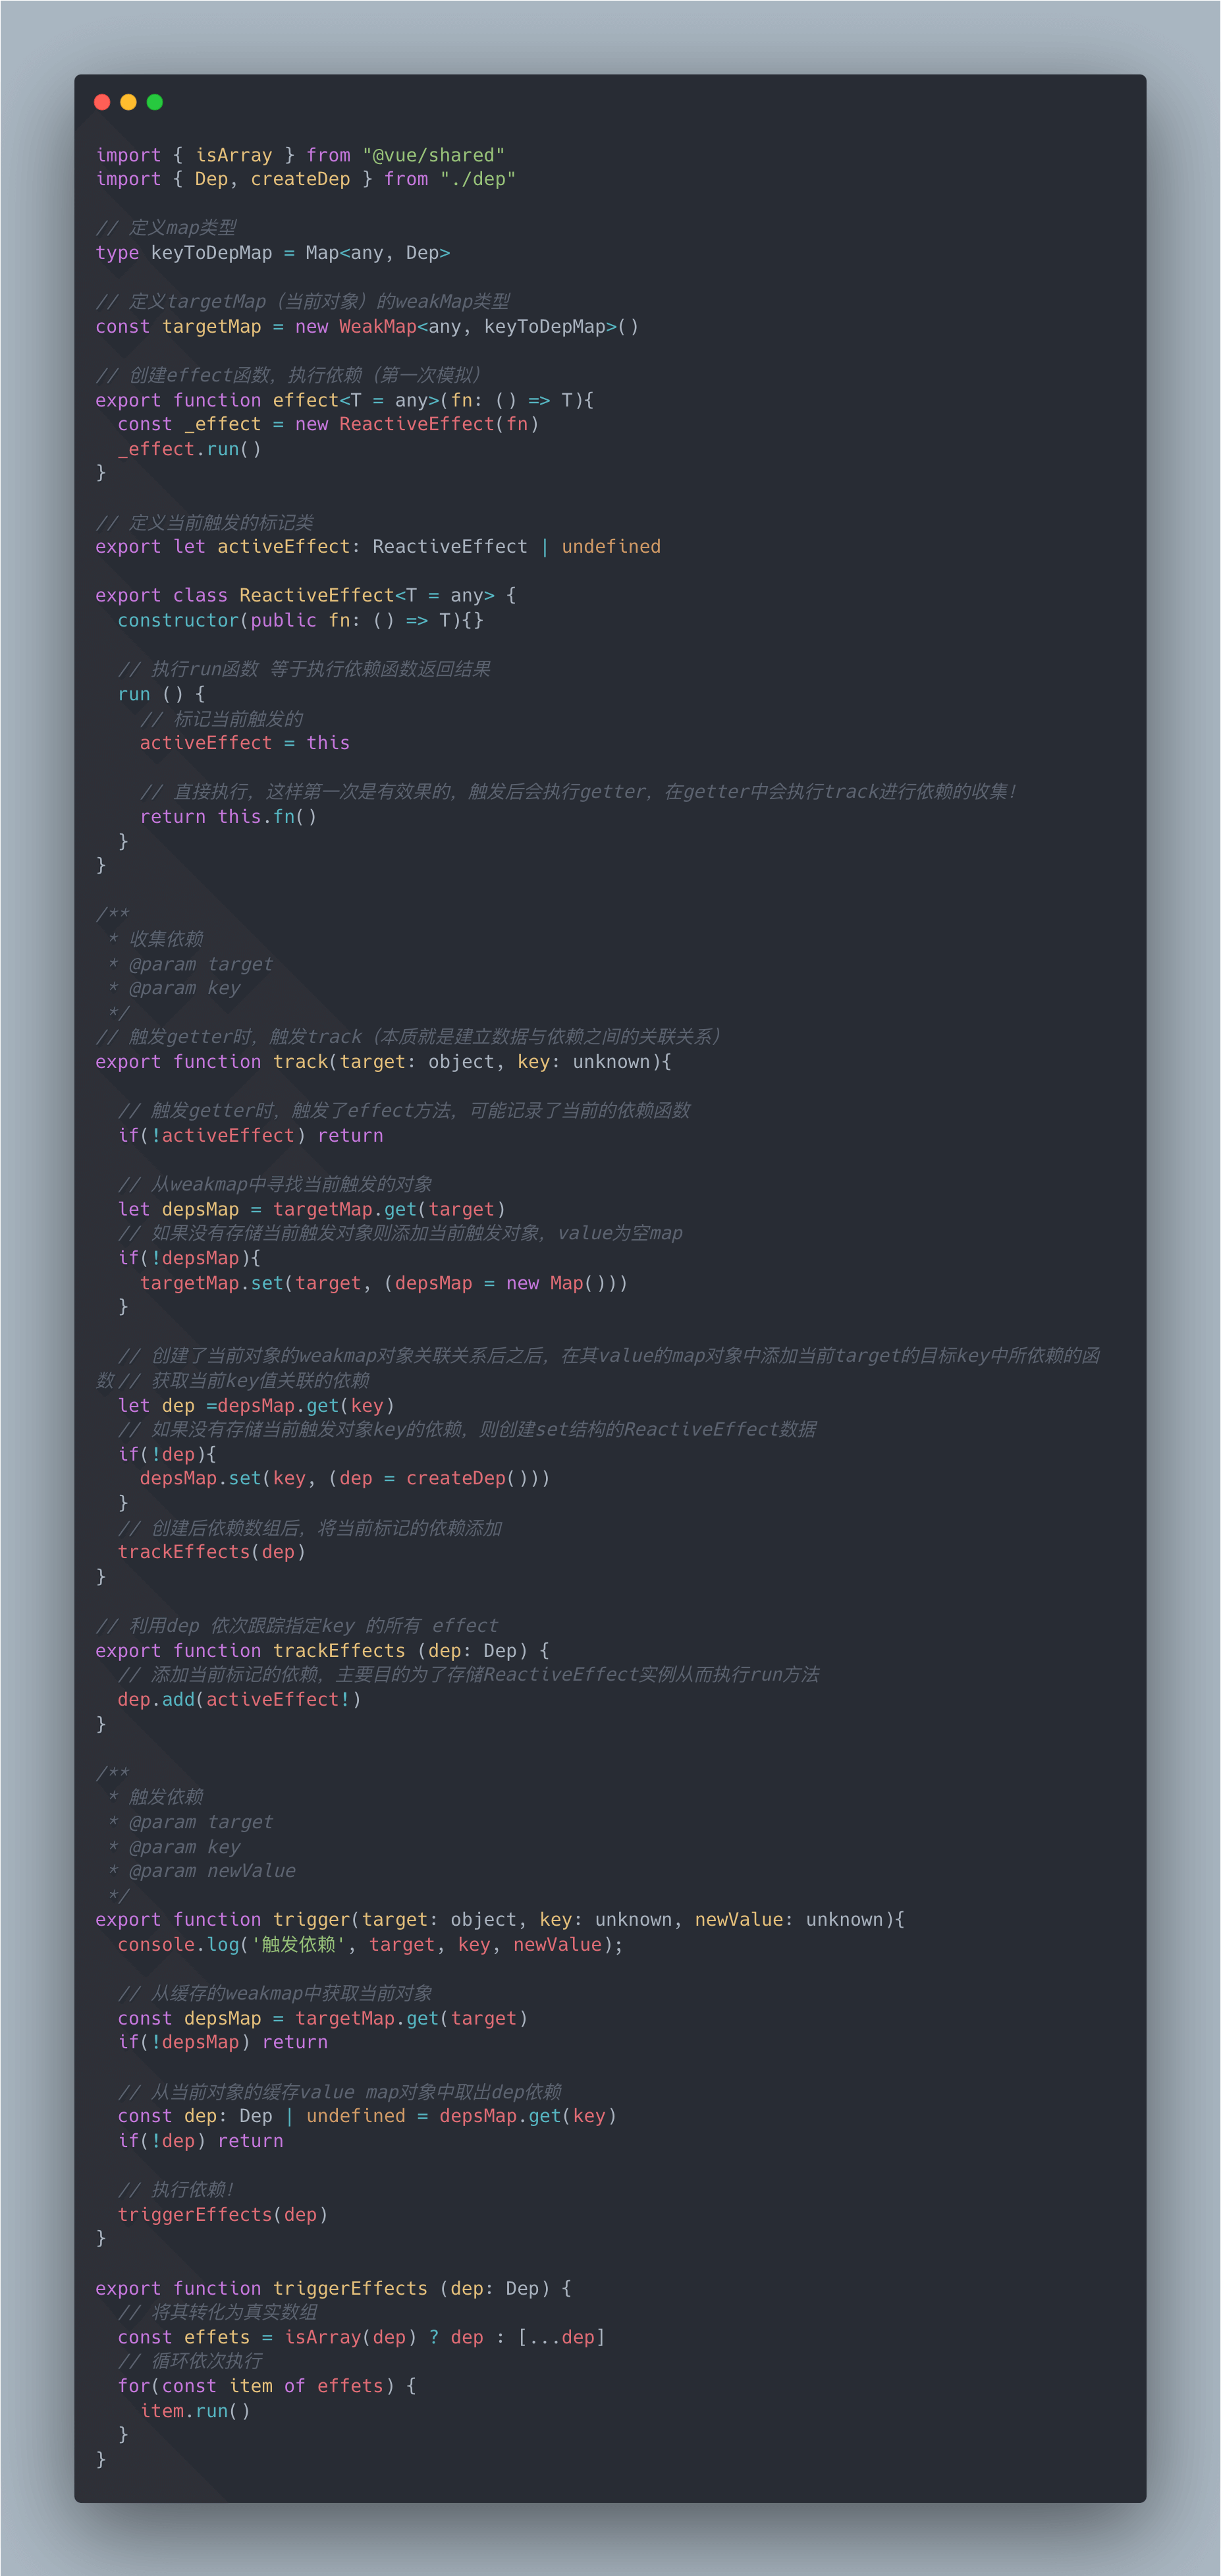 import { isArray } from "@vue/shared"
import { Dep, createDep } from "./dep"
// 定义map类型
type keyToDepMap = Map<any, Dep>
// 定义targetMap（当前对象）的weakMap类型
const targetMap = new WeakMap<any, keyToDepMap>()
// 创建effect函数，执行依赖（第一次模拟）
export function effect<T = any>(fn: () => T){
  const _effect = new ReactiveEffect(fn)
  _effect.run()
}
// 定义当前触发的标记类
export let activeEffect: ReactiveEffect | undefined
export class ReactiveEffect<T = any> {
  constructor(public fn: () => T){}
  // 执行run函数 等于执行依赖函数返回结果
  run () {
    // 标记当前触发的
    activeEffect = this
    // 直接执行，这样第一次是有效果的，触发后会执行getter，在getter中会执行track进行依赖的收集！
    return this.fn()
  }
}
/**
 * 收集依赖
 * @param target
 * @param key
 */
// 触发getter时，触发track（本质就是建立数据与依赖之间的关联关系）
export function track(target: object, key: unknown){
  // 触发getter时，触发了effect方法，可能记录了当前的依赖函数
  if(!activeEffect) return
  // 从weakmap中寻找当前触发的对象
  let depsMap = targetMap.get(target)
  // 如果没有存储当前触发对象则添加当前触发对象，value为空map
  if(!depsMap){
    targetMap.set(target, (depsMap = new Map()))
  }
  // 创建了当前对象的weakmap对象关联关系后之后，在其value的map对象中添加当前target的目标key中所依赖的函
数 // 获取当前key值关联的依赖
  let dep =depsMap.get(key)
  // 如果没有存储当前触发对象key的依赖，则创建set结构的ReactiveEffect数据
  if(!dep){
    depsMap.set(key, (dep = createDep()))
  }
  // 创建后依赖数组后，将当前标记的依赖添加
  trackEffects(dep)
}
// 利用dep 依次跟踪指定key 的所有 effect
export function trackEffects (dep: Dep) {
  // 添加当前标记的依赖，主要目的为了存储ReactiveEffect实例从而执行run方法
  dep.add(activeEffect!)
}
/**
 * 触发依赖
 * @param target
 * @param key
 * @param newValue
 */
export function trigger(target: object, key: unknown, newValue: unknown){
  console.log('触发依赖', target, key, newValue);
  // 从缓存的weakmap中获取当前对象
  const depsMap = targetMap.get(target)
  if(!depsMap) return
  // 从当前对象的缓存value map对象中取出dep依赖
  const dep: Dep | undefined = depsMap.get(key)
  if(!dep) return
  // 执行依赖！
  triggerEffects(dep)
}
export function triggerEffects (dep: Dep) {
  // 将其转化为真实数组
  const effets = isArray(dep) ? dep : [...dep]
  // 循环依次执行
  for(const item of effets) {
    item.run()
  }
}